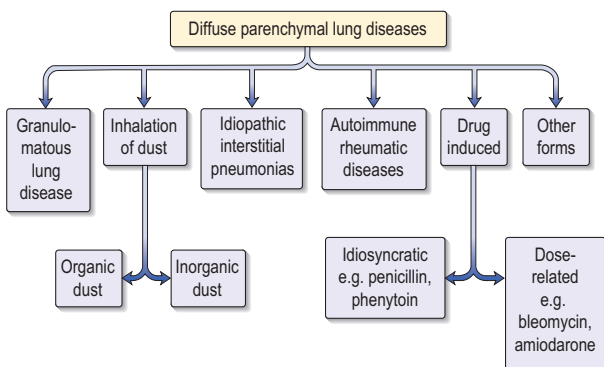 Diffuse parenchymal lung diseases
Granulo-
matous
lung
disease
Inhalation
of dust
Idiopathic
interstitial
pneumonias
Autoimmune
rheumatic
diseases
Drug
induced
Other
forms
Organic
dust
Inorganic
dust
Idiosyncratic
e.g. penicillin,
phenytoin
Dose-
related
e.g.
bleomycin,
amiodarone